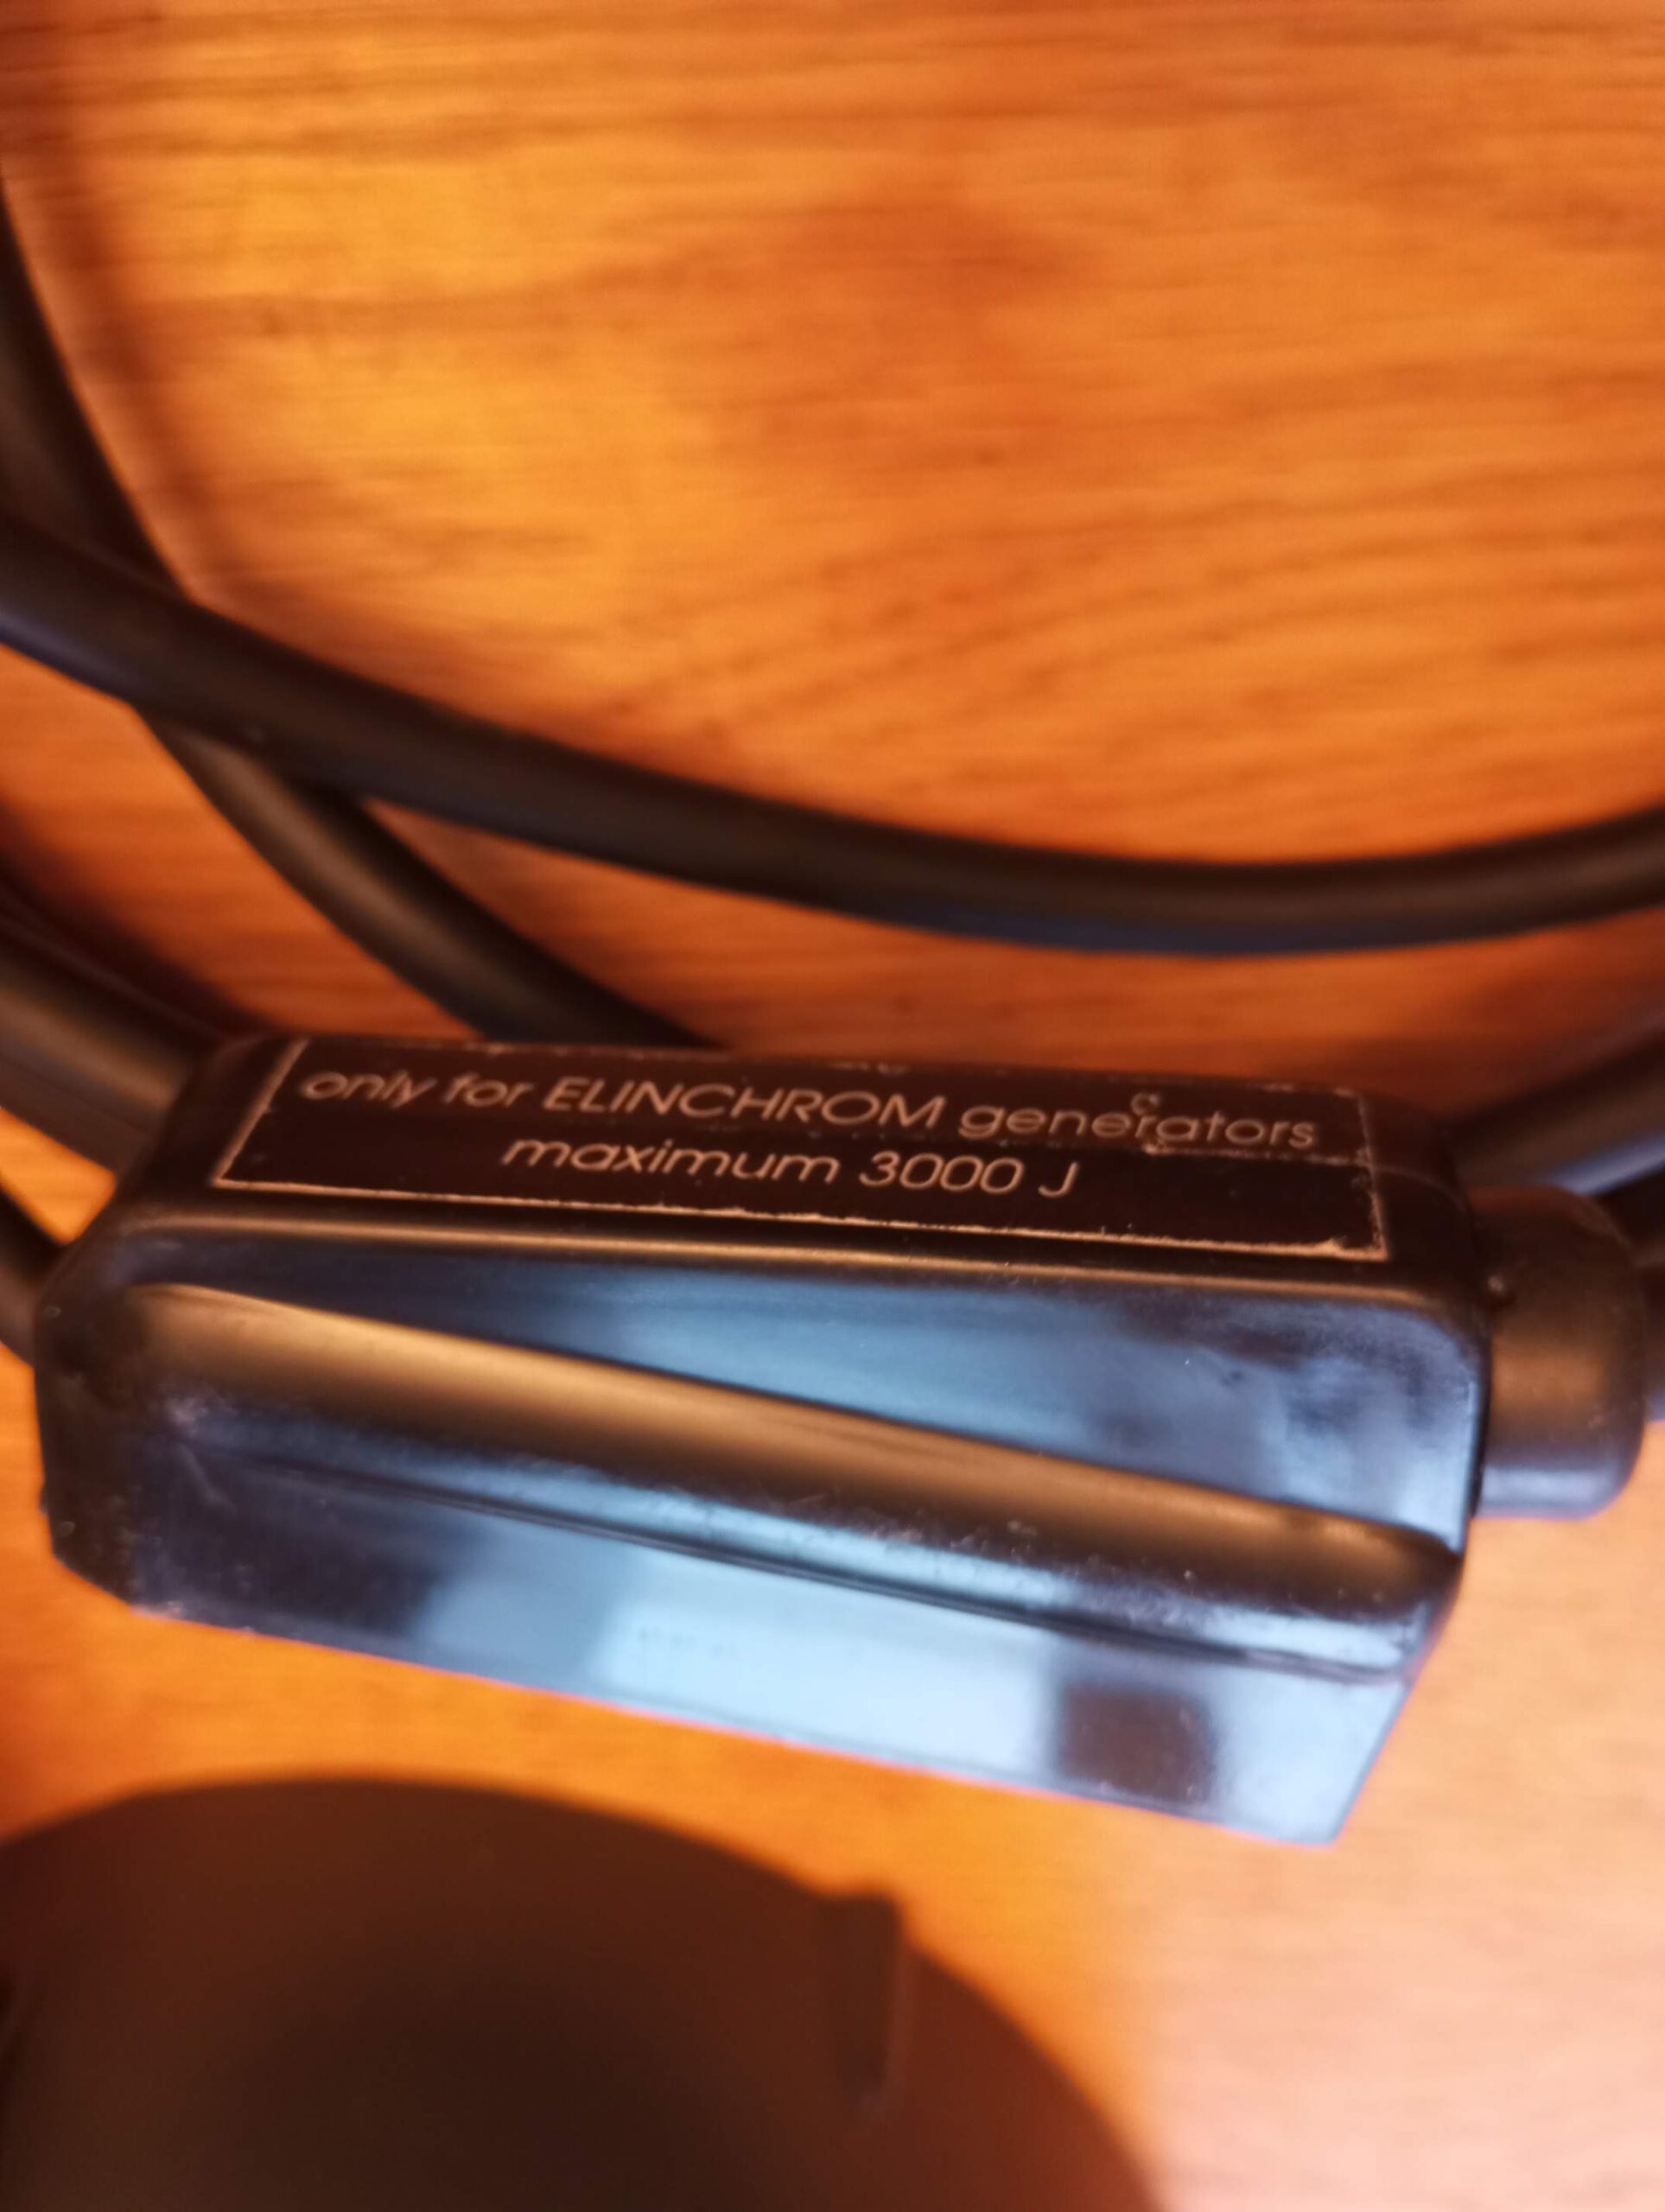 only for ELINCHROM generators
maximum 3000 J